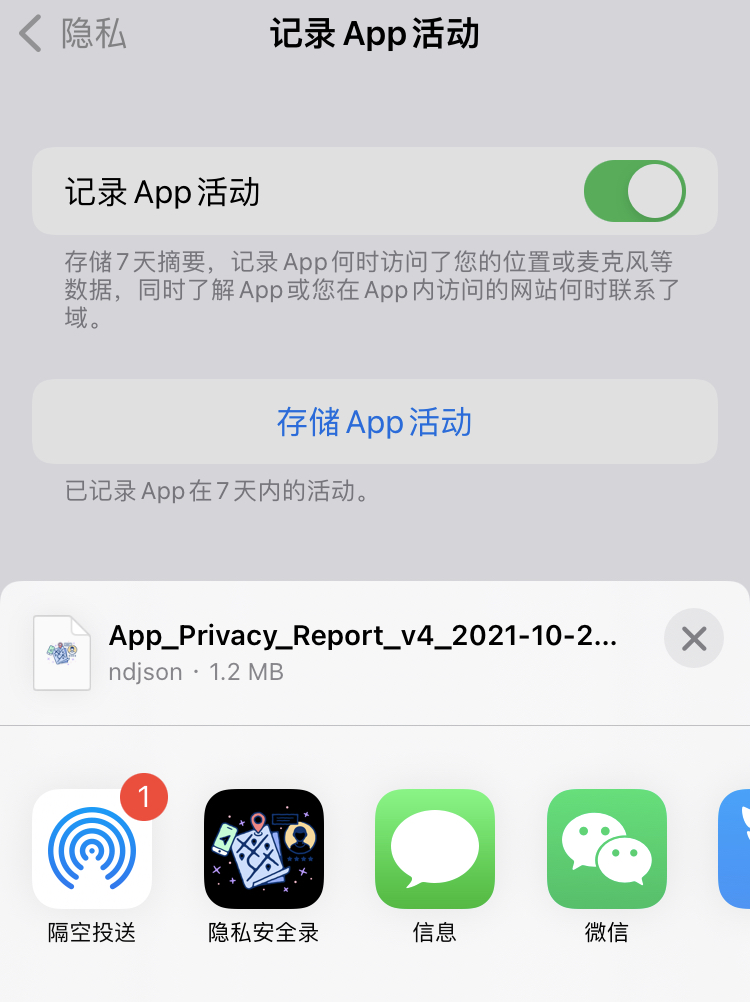 隐私
记录 App 活动
记录 App 活动
存储 7 天摘要，记录 App 何时访问了您的位置或麦克风等
数据，同时了解 App 或您在 App 内访问的网站何时联系了
域。
存储 App 活动
已记录 App 在 7 天内的活动。
App_Privacy_Report_v4_2021-10-2...
ndjson · 1.2 MB
1
隔空投送
隐私安全录
信息
微信